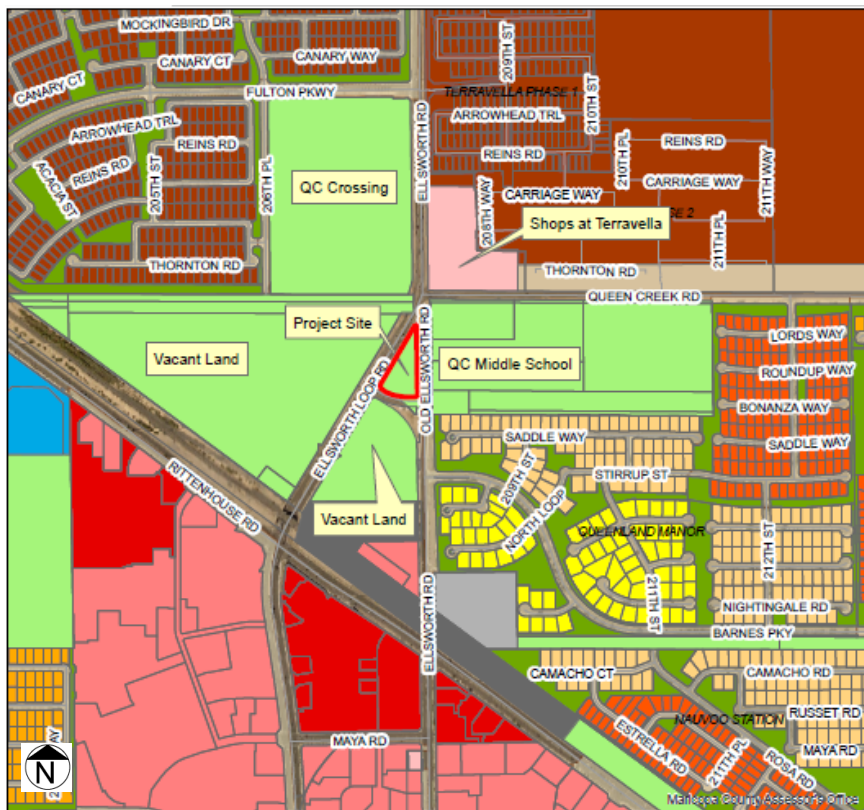 MOCKINGBIRD DR
CANARY CT
CANARY WAY
CANARY CT
FULTON PKWY
ARROWHEAD TRL
REINS RD
REINS RD
ACACIA ST
205TH ST
206TH PL
THORNTON RD
QC Crossing
ELLSWORTH RD
209TH ST
210TH ST
TERRAVELLA PHASE 1
ARROWHEAD TRL
REINS RD
REINS RD
210TH PL
CARRIAGE WAY
CARRIAGE WAY
211TH WAY
208TH WAY
Shops at Terravella
SE 2
211TH PL
THORNTON RD
QUEEN CREEK RD
Project Site
Vacant Land
ELLSWORTH LOOP RD
OLD ELLSWORTH RD
QC Middle School
LORDS WAY
ROUNDUP WAY
BONANZA WAY
SADDLE WAY
SADDLE WAY
STIRRUP ST
209TH ST
NORTH LOOP
Vacant Land
RITTENHOUSE RD
QUEENLAND MANOR
211TH ST
212TH ST
NIGHTINGALE RD
BARNES PKY
ELLSWORTH RD
CAMACHO CT
CAMACHO RD
NAUVOO STATION
RUSSET RD
ESTRELLA RD
211TH PL
ROSA RD
MAYA RD
MAYA RD
WAY
N
Maricopa County Assessor's Office